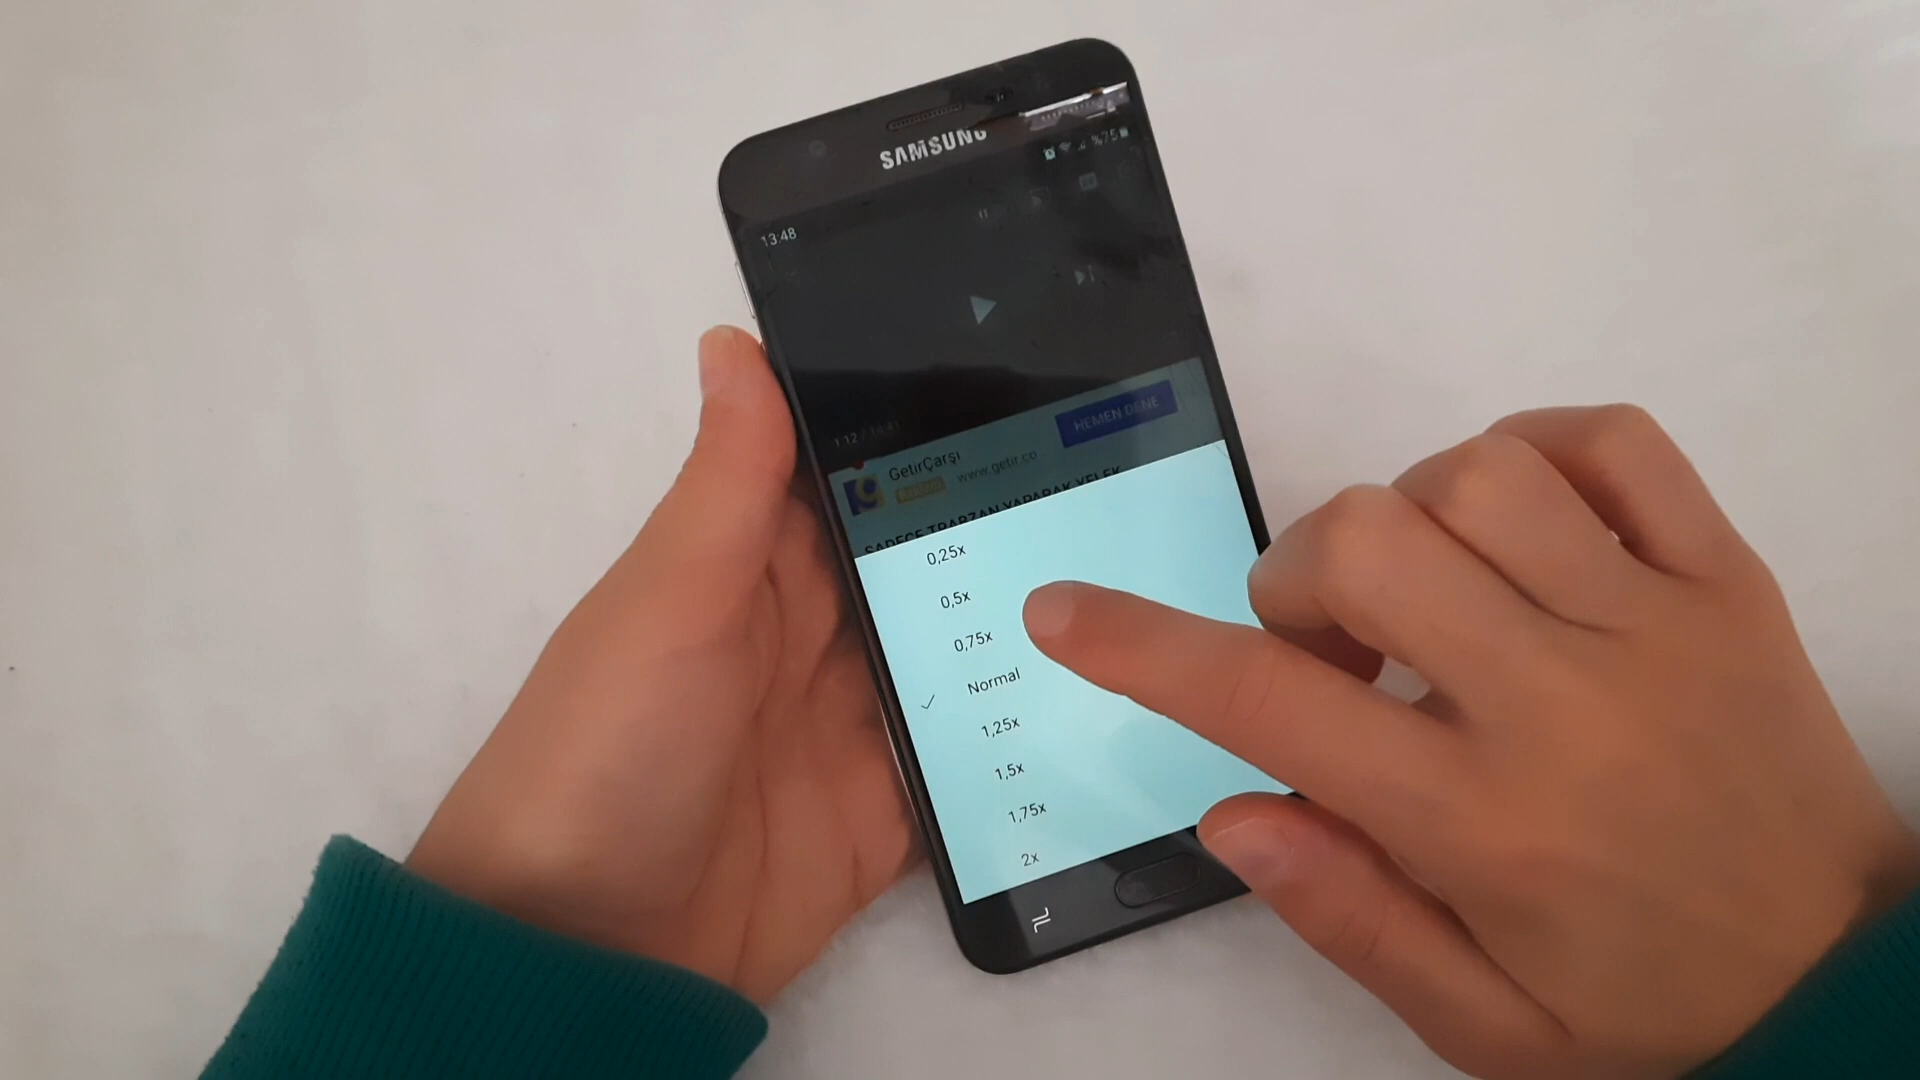 SAMSUNG
%75
13:48
1:12 / 14:41
HEMEN DENE
GetirÇarşı
www.getir.co...
SADECE TRABZAN YAPARAK YELEK
0,25x
0,5x
0,75x
Normal
1,25x
1,5x
1,75x
2x